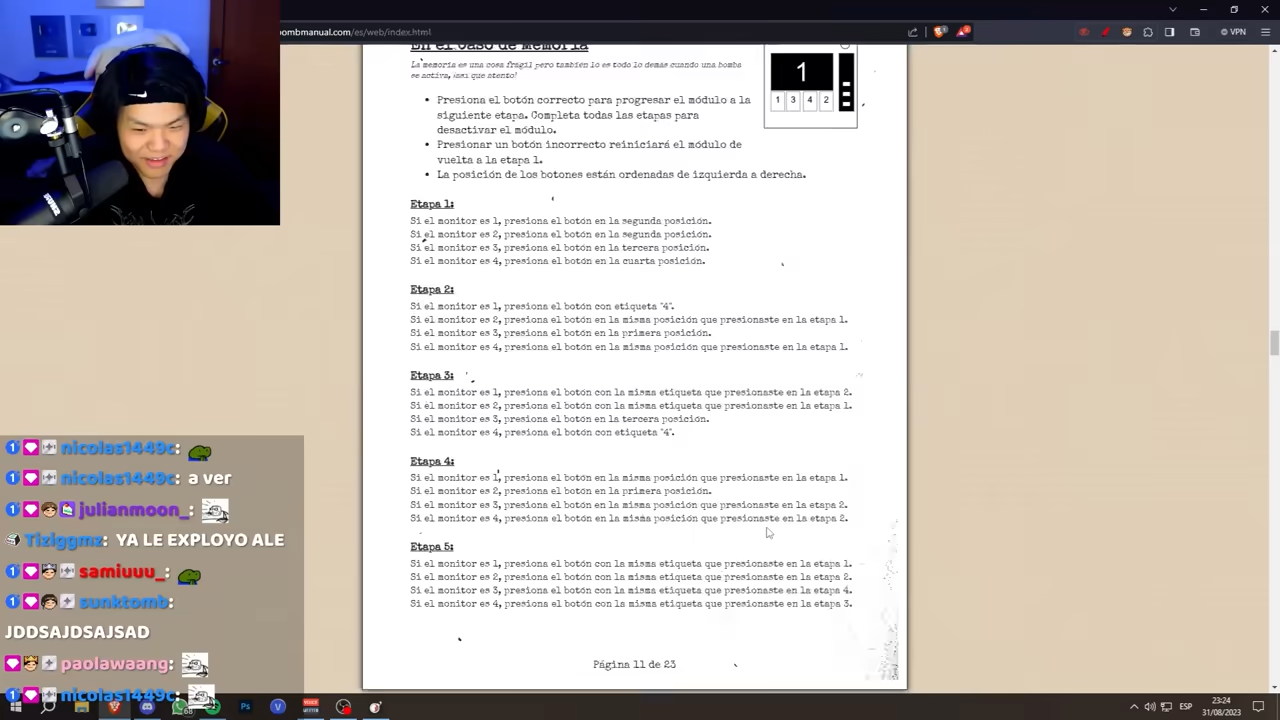 ombmanual.com/es/web/index.html
VPN
En el caso de Memoria
La memoria es una cosa frágil pero también lo es todo lo demás cuando una bomba
se activa, ¡así que atento!
1
1 3 4 2
• Presiona el botón correcto para progresar el módulo a la
siguiente etapa. Completa todas las etapas para
desactivar el módulo.
• Presionar un botón incorrecto reiniciará el módulo de
vuelta a la etapa 1.
• La posición de los botones están ordenadas de izquierda a derecha.
Etapa 1:
Si el monitor es 1, presiona el botón en la segunda posición.
Si el monitor es 2, presiona el botón en la segunda posición.
Si el monitor es 3, presiona el botón en la tercera posición.
Si el monitor es 4, presiona el botón en la cuarta posición.
Etapa 2:
Si el monitor es 1, presiona el botón con etiqueta "4".
Si el monitor es 2, presiona el botón en la misma posición que presionaste en la etapa 1.
Si el monitor es 3, presiona el botón en la primera posición.
Si el monitor es 4, presiona el botón en la misma posición que presionaste en la etapa 1.
Etapa 3:
Si el monitor es 1, presiona el botón con la misma etiqueta que presionaste en la etapa 2.
Si el monitor es 2, presiona el botón con la misma etiqueta que presionaste en la etapa 1.
Si el monitor es 3, presiona el botón en la tercera posición.
Si el monitor es 4, presiona el botón con etiqueta "4".
Etapa 4:
Si el monitor es 1, presiona el botón en la misma posición que presionaste en la etapa 1.
Si el monitor es 2, presiona el botón en la primera posición.
Si el monitor es 3, presiona el botón en la misma posición que presionaste en la etapa 2.
Si el monitor es 4, presiona el botón en la misma posición que presionaste en la etapa 2.
Etapa 5:
Si el monitor es 1, presiona el botón con la misma etiqueta que presionaste en la etapa 1.
Si el monitor es 2, presiona el botón con la misma etiqueta que presionaste en la etapa 2.
Si el monitor es 3, presiona el botón con la misma etiqueta que presionaste en la etapa 4.
Si el monitor es 4, presiona el botón con la misma etiqueta que presionaste en la etapa 3.
Página 11 de 23
nicolas1449c:
nicolas1449c: a ver
julianmoon_:
Tiziggmz: YA LE EXPLOYO ALE
samiuuu_:
sunktomb:
JDDSAJDSAJSAD
paolawaang:
nicolas1449c:
68
Ps
V
ESP
23:24
31/08/2023